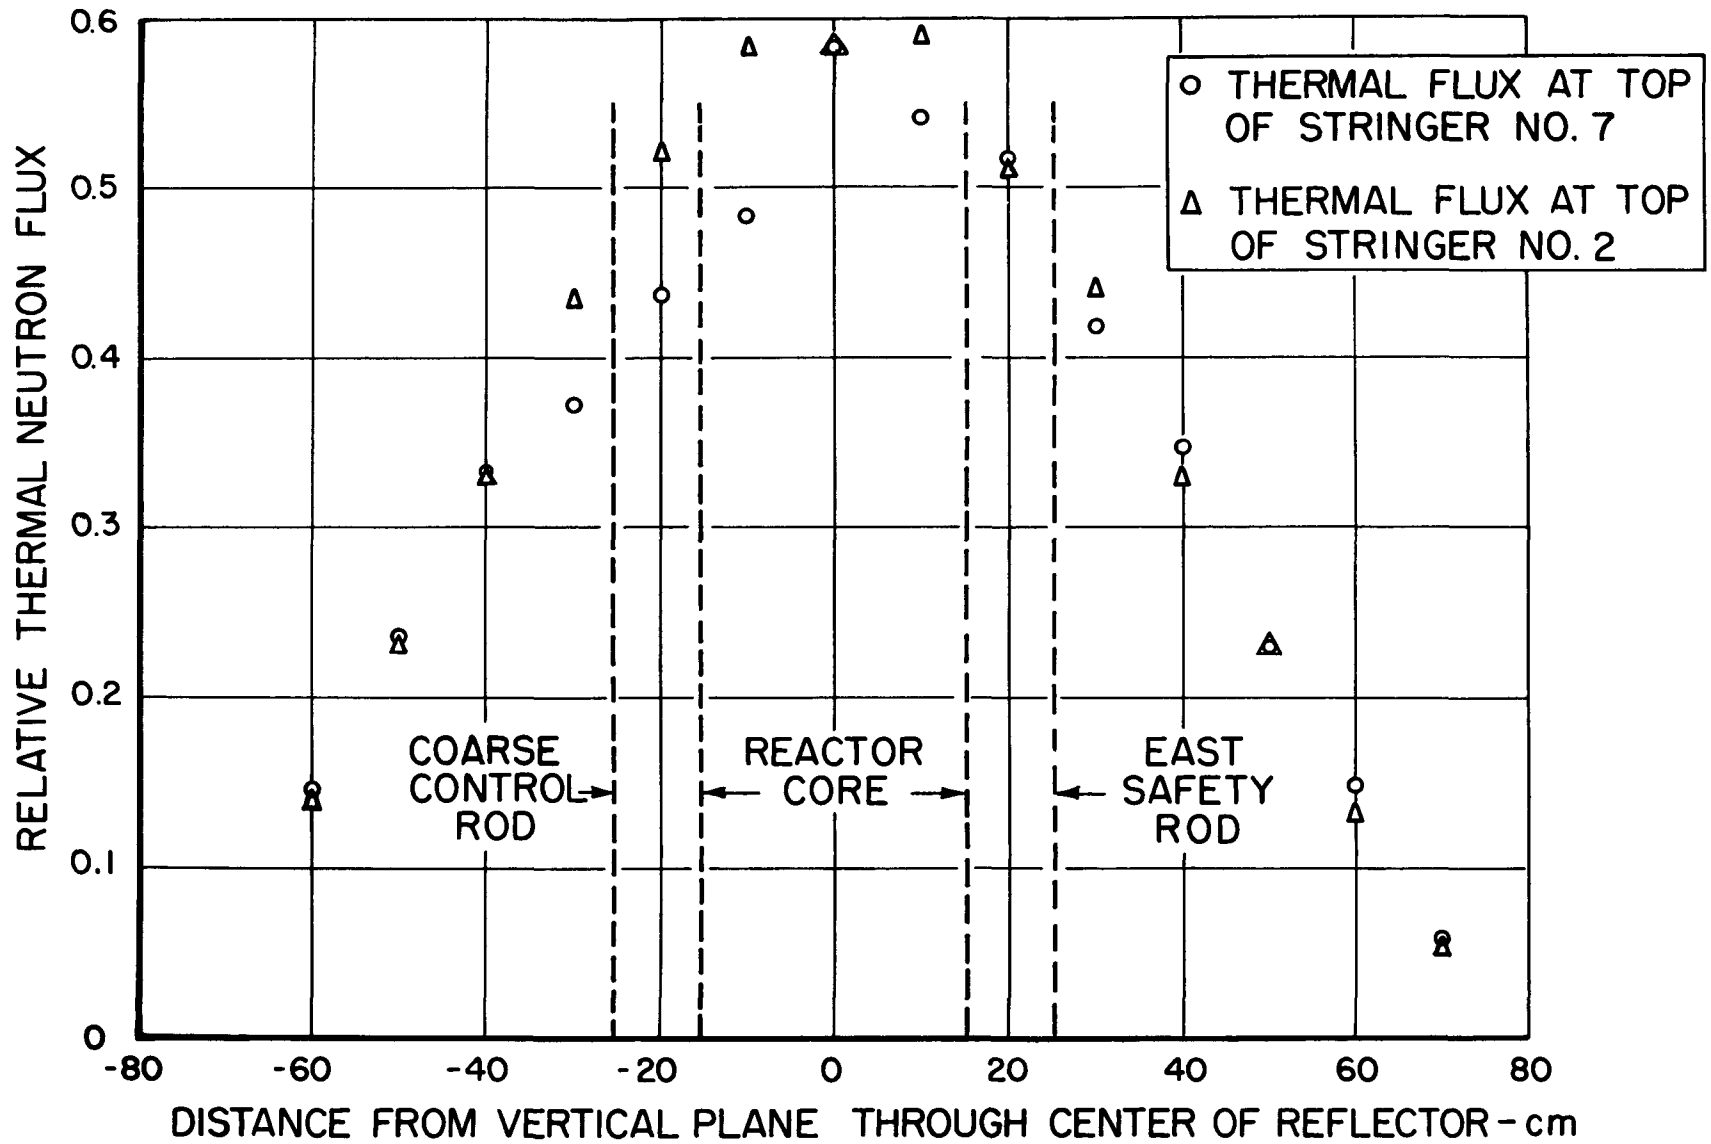 RELATIVE THERMAL NEUTRON FLUX
0.6
0.5
0.4
0.3
0.2
0.1
0
THERMAL FLUX AT TOP
OF STRINGER NO. 7
THERMAL FLUX AT TOP
OF STRINGER NO. 2
COARSE
CONTROL
ROD
REACTOR
CORE
EAST
SAFETY
ROD
-80 -60 -40 -20 0 20 40 60 80
DISTANCE FROM VERTICAL PLANE THROUGH CENTER OF REFLECTOR-cm